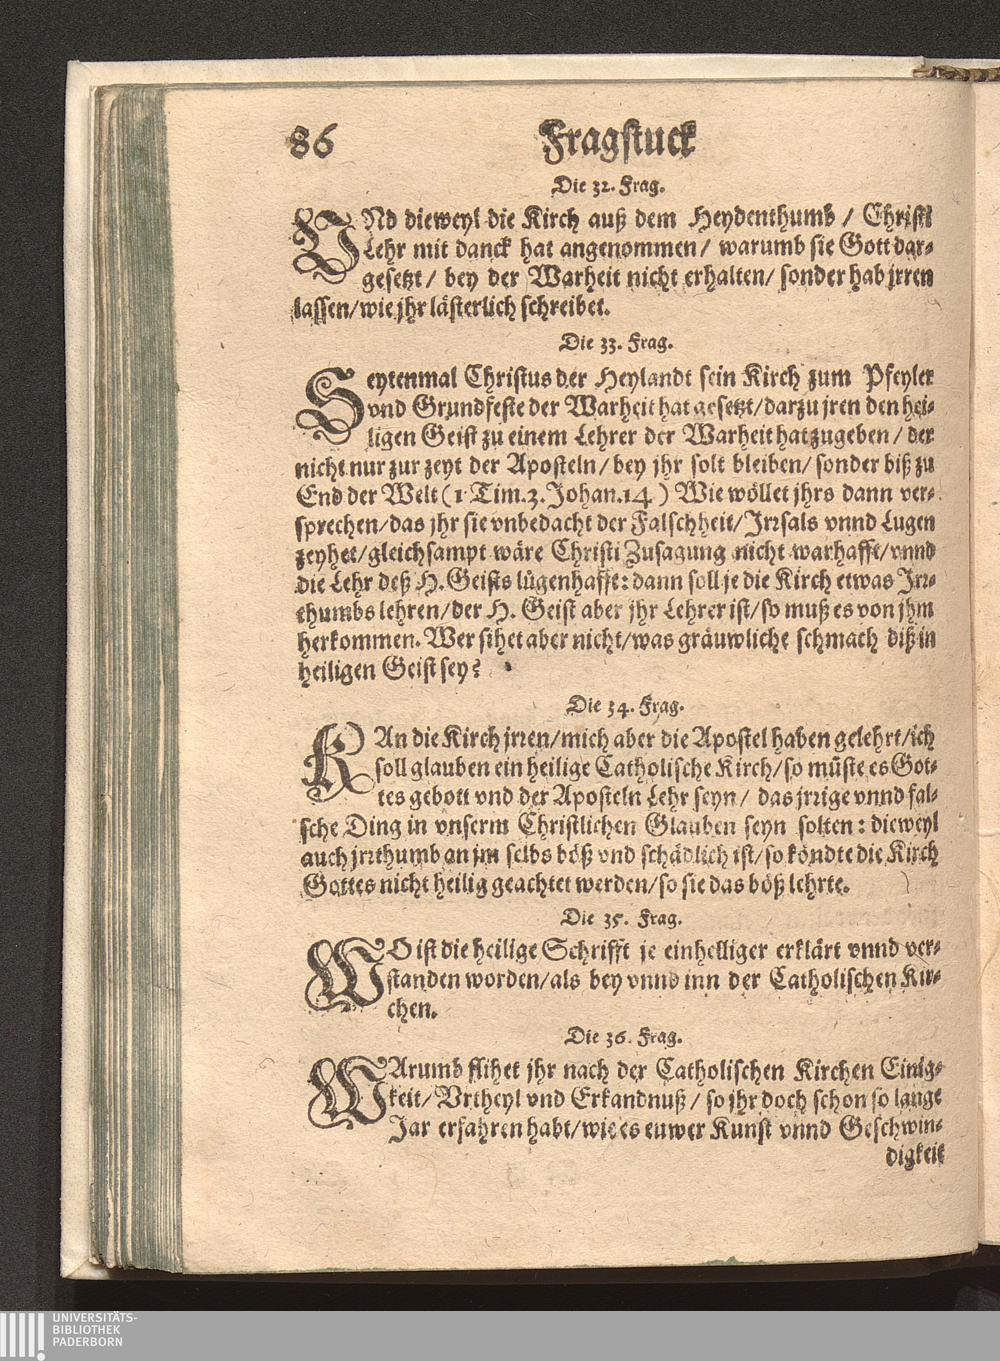 86 Fragstuck
Die 32. Frag.
VNd dieweyl die Kirch auß dem Heydenthumb / Christi
Lehr mit danck hat angenommen / warumb sie Gott dar-
gesetzt / bey der Warheit nicht erhalten / sonder hab jrren
lassen / wie jhr lästerlich schreibet.
Die 33. Frag.
Seytenmal Christus der Heylandt sein Kirch zum Pfeyler
vnd Grundfeste der Warheit hat gesetzt / darzu jren den hei-
ligen Geist zu einem Lehrer der Warheit hat zugeben / der
nicht nur zur zeyt der Aposteln / bey jhr solt bleiben / sonder biß zu
End der Welt (1 Tim. 3. Johan. 14.) Wie wöllet jhrs dann ver-
sprechen / das jhr sie vnbedacht der Falschheit / Irrsals vnnd Lugen
zeyhet / gleichsampt wäre Christi Zusagung nicht warhafft / vnnd
die Lehr deß H. Geists lügenhafft: dann soll je die Kirch etwas Irr-
thumbs lehren / der H. Geist aber jhr Lehrer ist / so muß es von jhm
herkommen. Wer sihet aber nicht / was gräuwliche schmach diß in
heiligen Geist sey?
Die 34. Frag.
KAn die Kirch jrren / mich aber die Apostel haben gelehrt / ich
soll glauben ein heilige Catholische Kirch / so müste es Got-
tes gebott vnd der Aposteln Lehr seyn / das jrrige vnnd fal-
sche Ding in vnserm Christlichen Glauben seyn solten: dieweyl
auch jrrthumb an jm selbs böß vnd schädlich ist / so köndte die Kirch
Gottes nicht heilig geachtet werden / so sie das böß lehrte.
Die 35. Frag.
WO ist die heilige Schrifft je einhelliger erklärt vnnd ver-
standen worden / als bey vnns inn der Catholischen Kir-
chen.
Die 36. Frag.
WArumb flihet jhr nach der Catholischen Kirchen Einig-
keit / Vrtheyl vnd Erkandnuß / so jhr doch schon so lange
Jar erfahren habt / wie es euwer Kunst vnnd Geschwin-
digkeit
UNIVERSITÄTS-
BIBLIOTHEK
PADERBORN